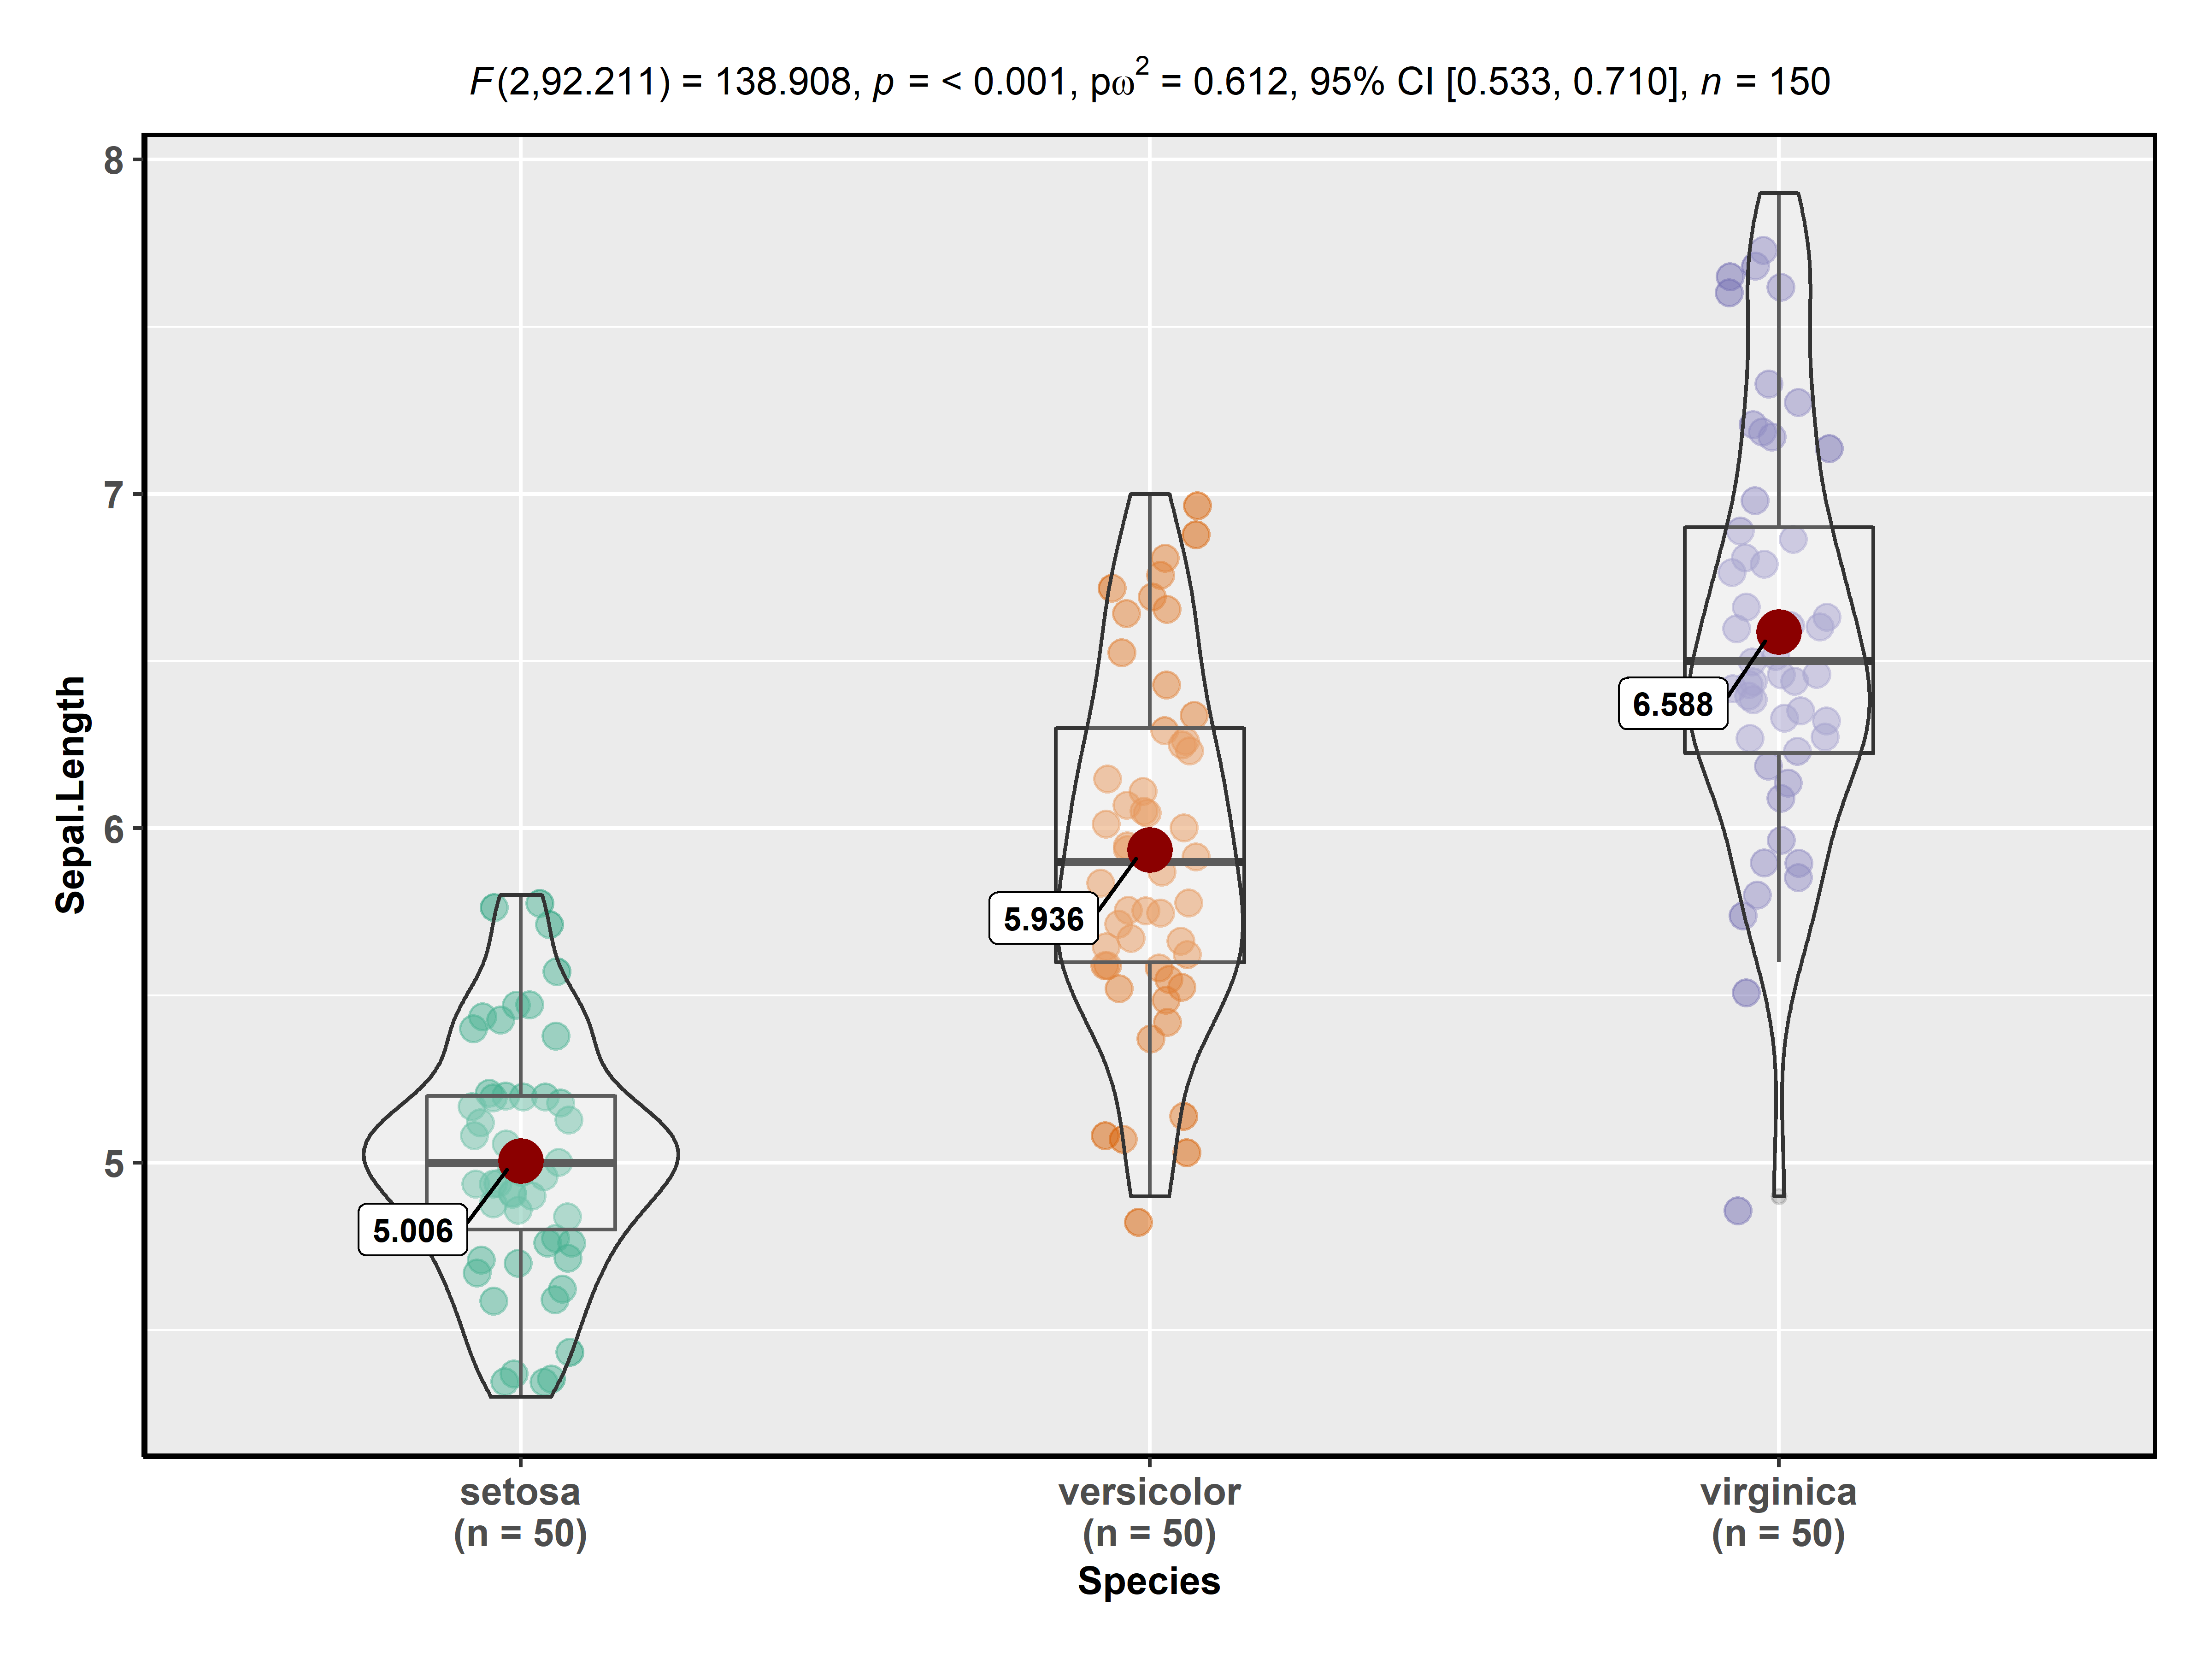 F(2,92.211) = 138.908, p = < 0.001, pω² = 0.612, 95% CI [0.533, 0.710], n = 150
8
7
6
5
Sepal.Length
6.588
5.936
5.006
setosa
(n = 50)
versicolor
(n = 50)
virginica
(n = 50)
Species